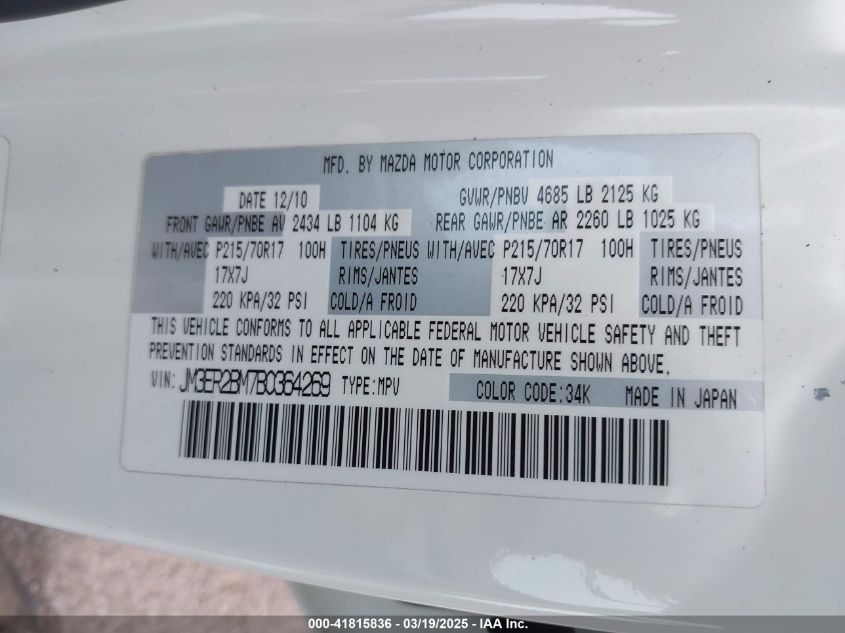 MFD. BY MAZDA MOTOR CORPORATION
DATE 12/10 GVWR/PNBV 4685 LB 2125 KG
FRONT GAWR/PNBE AV 2434 LB 1104 KG REAR GAWR/PNBE AR 2260 LB 1025 KG
WITH/AVEC P215/70R17 100H TIRES/PNEUS WITH/AVEC P215/70R17 100H TIRES/PNEUS
17X7J RIMS/JANTES 17X7J RIMS/JANTES
220 KPA/32 PSI COLD/A FROID 220 KPA/32 PSI COLD/A FROID
THIS VEHICLE CONFORMS TO ALL APPLICABLE FEDERAL MOTOR VEHICLE SAFETY AND THEFT
PREVENTION STANDARDS IN EFFECT ON THE DATE OF MANUFACTURE SHOWN ABOVE.
VIN: JM3ER2BM7B0364269 TYPE:MPV COLOR CODE:34K MADE IN JAPAN
000-41815836 - 03/19/2025 - IAA Inc.